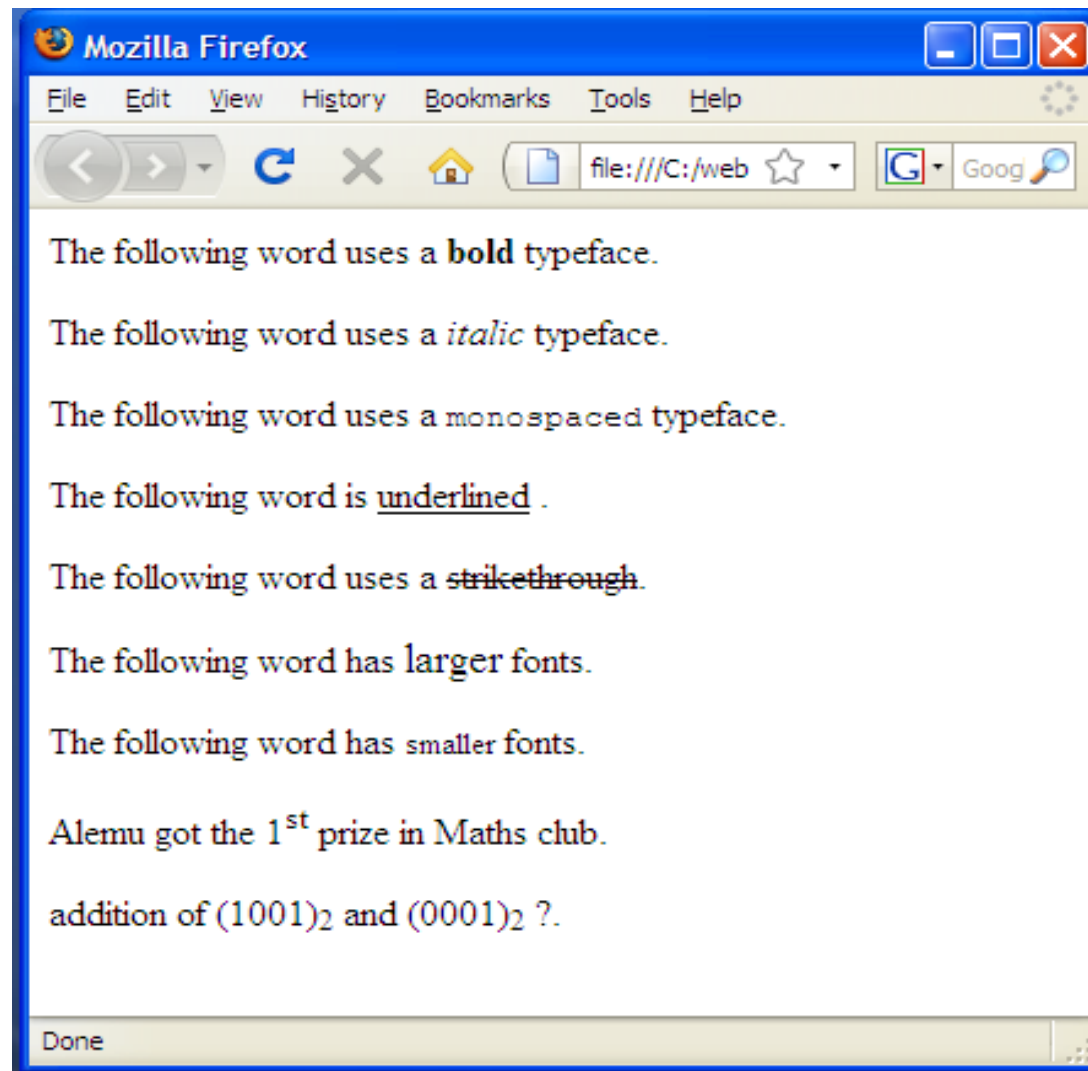 Mozilla Firefox
File Edit View History Bookmarks Tools Help
file:///C:/web G Goog
The following word uses a bold typeface.
The following word uses a italic typeface.
The following word uses a monospaced typeface.
The following word is underlined .
The following word uses a strikethrough.
The following word has larger fonts.
The following word has smaller fonts.
Alemu got the 1st prize in Maths club.
addition of (1001)2 and (0001)2 ?.
Done